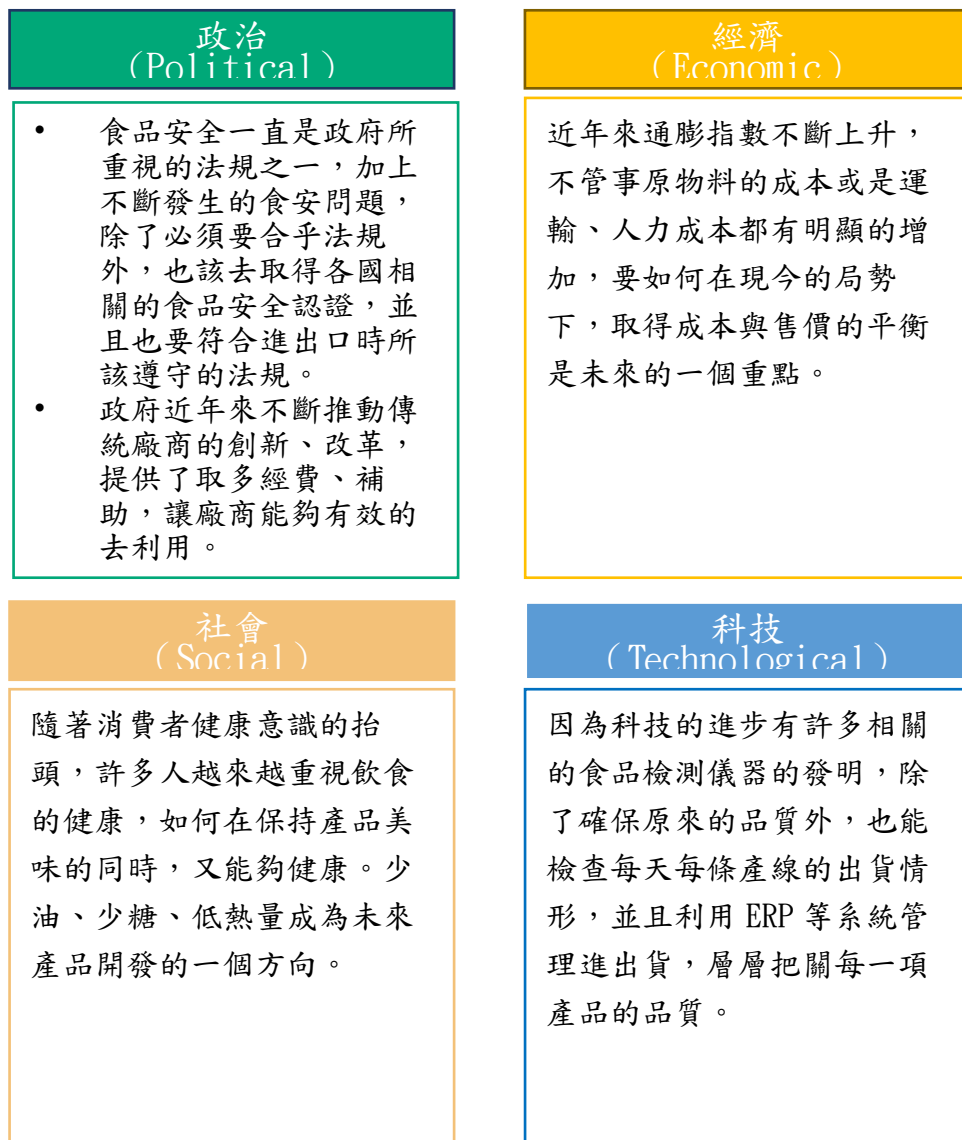 政治
（Political）
• 食品安全一直是政府所
重視的法規之一，加上
不斷發生的食安問題，
除了必須要合乎法規
外，也該去取得各國相
關的食品安全認證，並
且也要符合進出口時所
該遵守的法規。
• 政府近年來不斷推動傳
統廠商的創新、改革，
提供了取多經費、補
助，讓廠商能夠有效的
去利用。
經濟
（Economic）
近年來通膨指數不斷上升，
不管事原物料的成本或是運
輸、人力成本都有明顯的增
加，要如何在現今的局勢
下，取得成本與售價的平衡
是未來的一個重點。
社會
（Social）
隨著消費者健康意識的抬
頭，許多人越來越重視飲食
的健康，如何在保持產品美
味的同時，又能夠健康。少
油、少糖、低熱量成為未來
產品開發的一個方向。
科技
（Technological）
因為科技的進步有許多相關
的食品檢測儀器的發明，除
了確保原來的品質外，也能
檢查每天每條產線的出貨情
形，並且利用 ERP 等系統管
理進出貨，層層把關每一項
產品的品質。